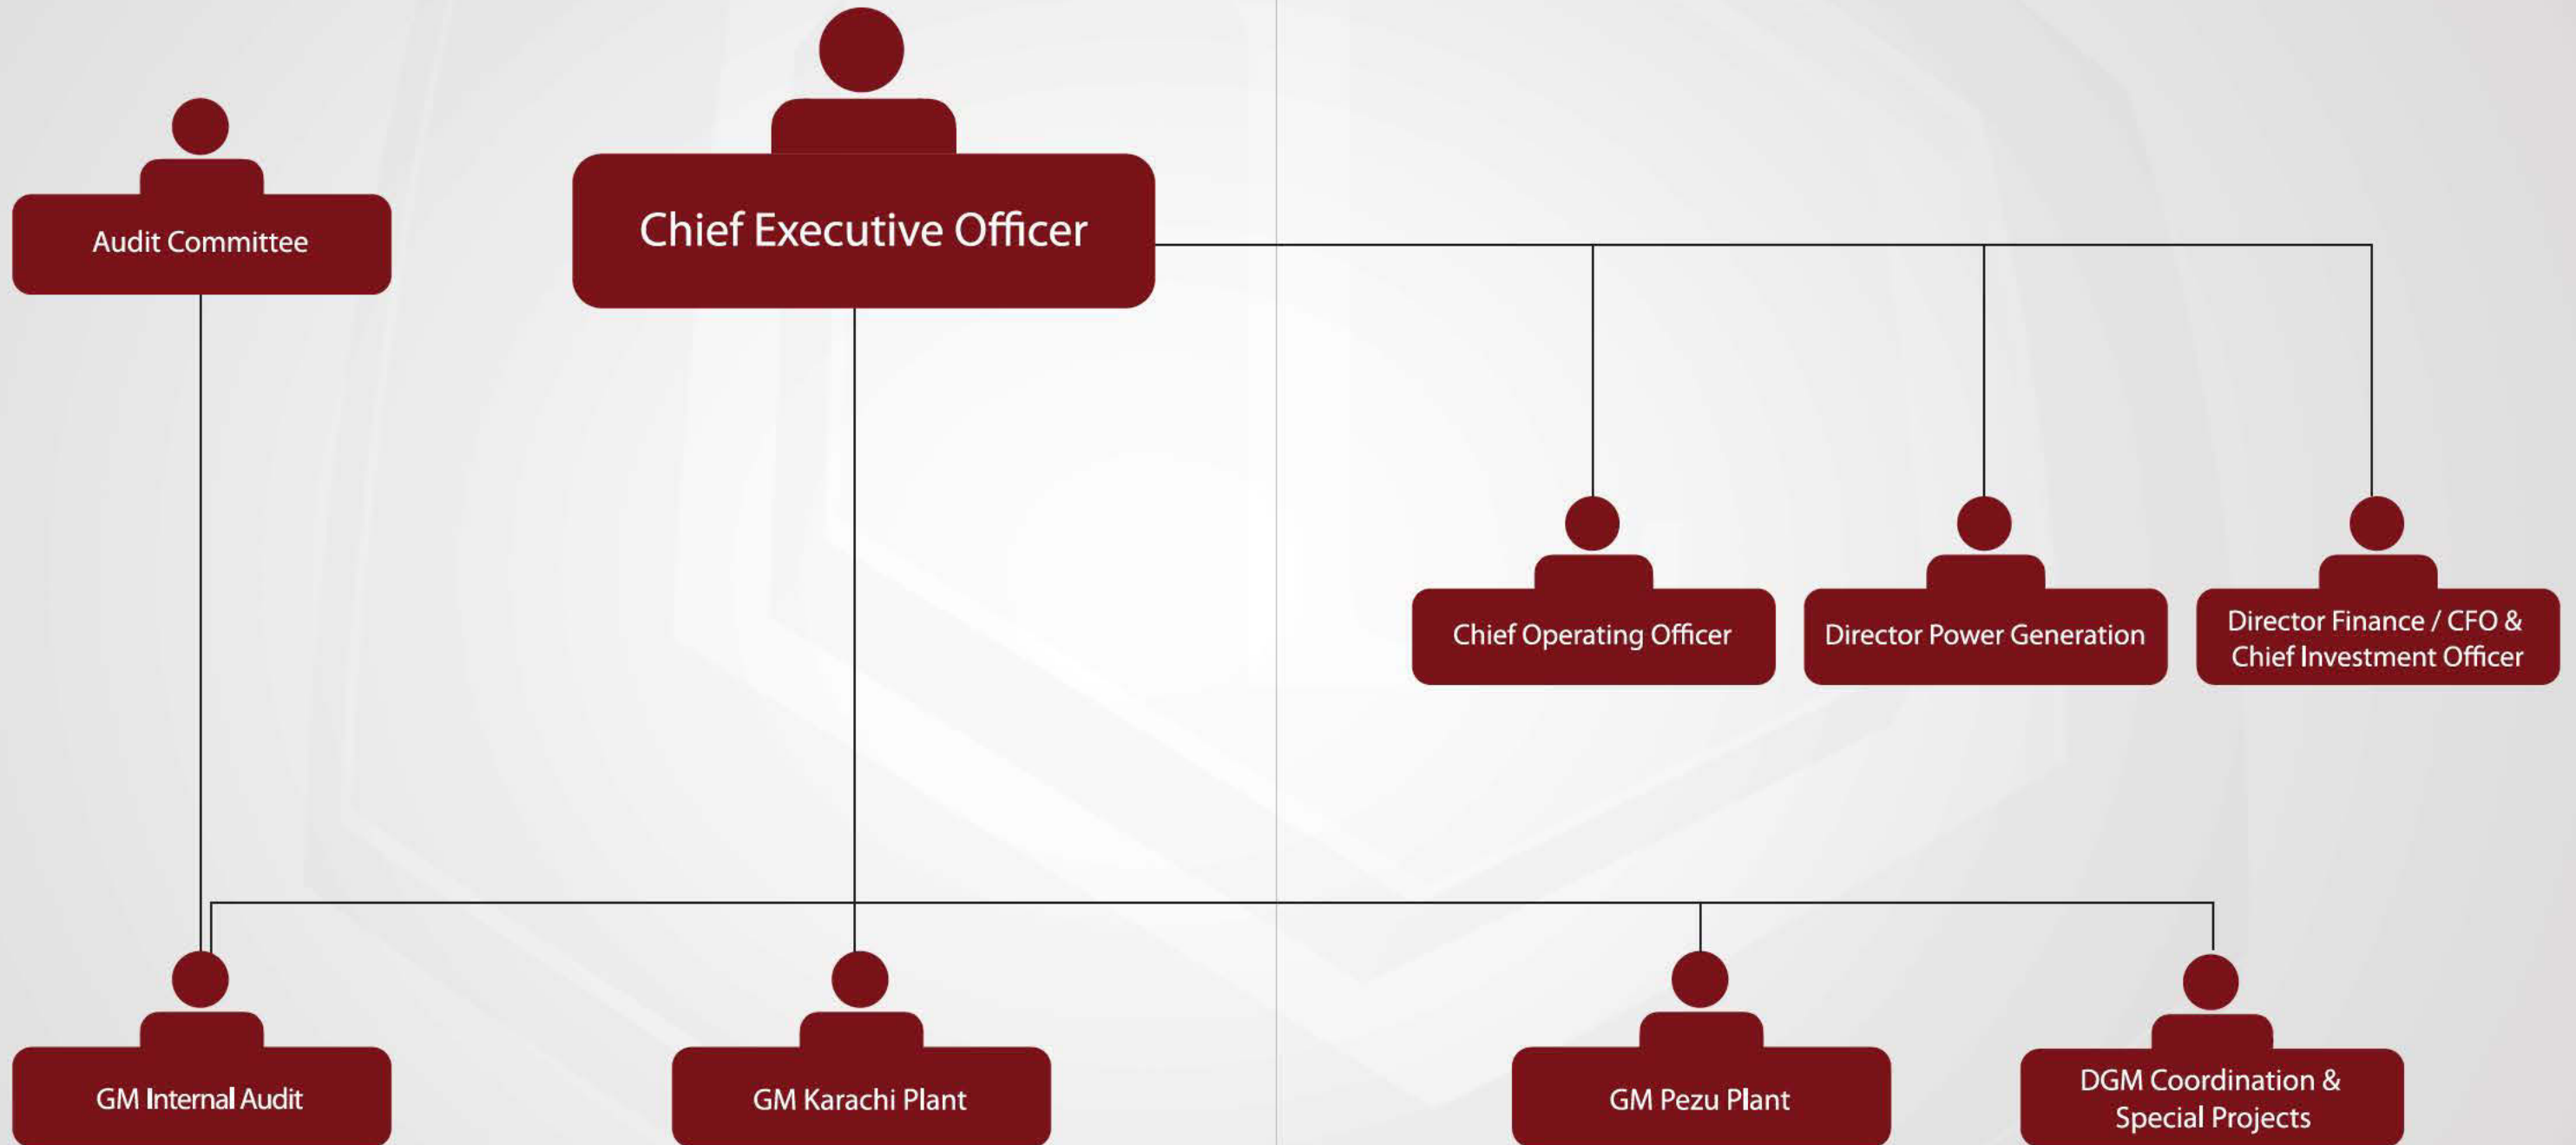 Audit Committee
Chief Executive Officer
Chief Operating Officer
Director Power Generation
Director Finance / CFO &
Chief Investment Officer
GM Internal Audit
GM Karachi Plant
GM Pezu Plant
DGM Coordination &
Special Projects